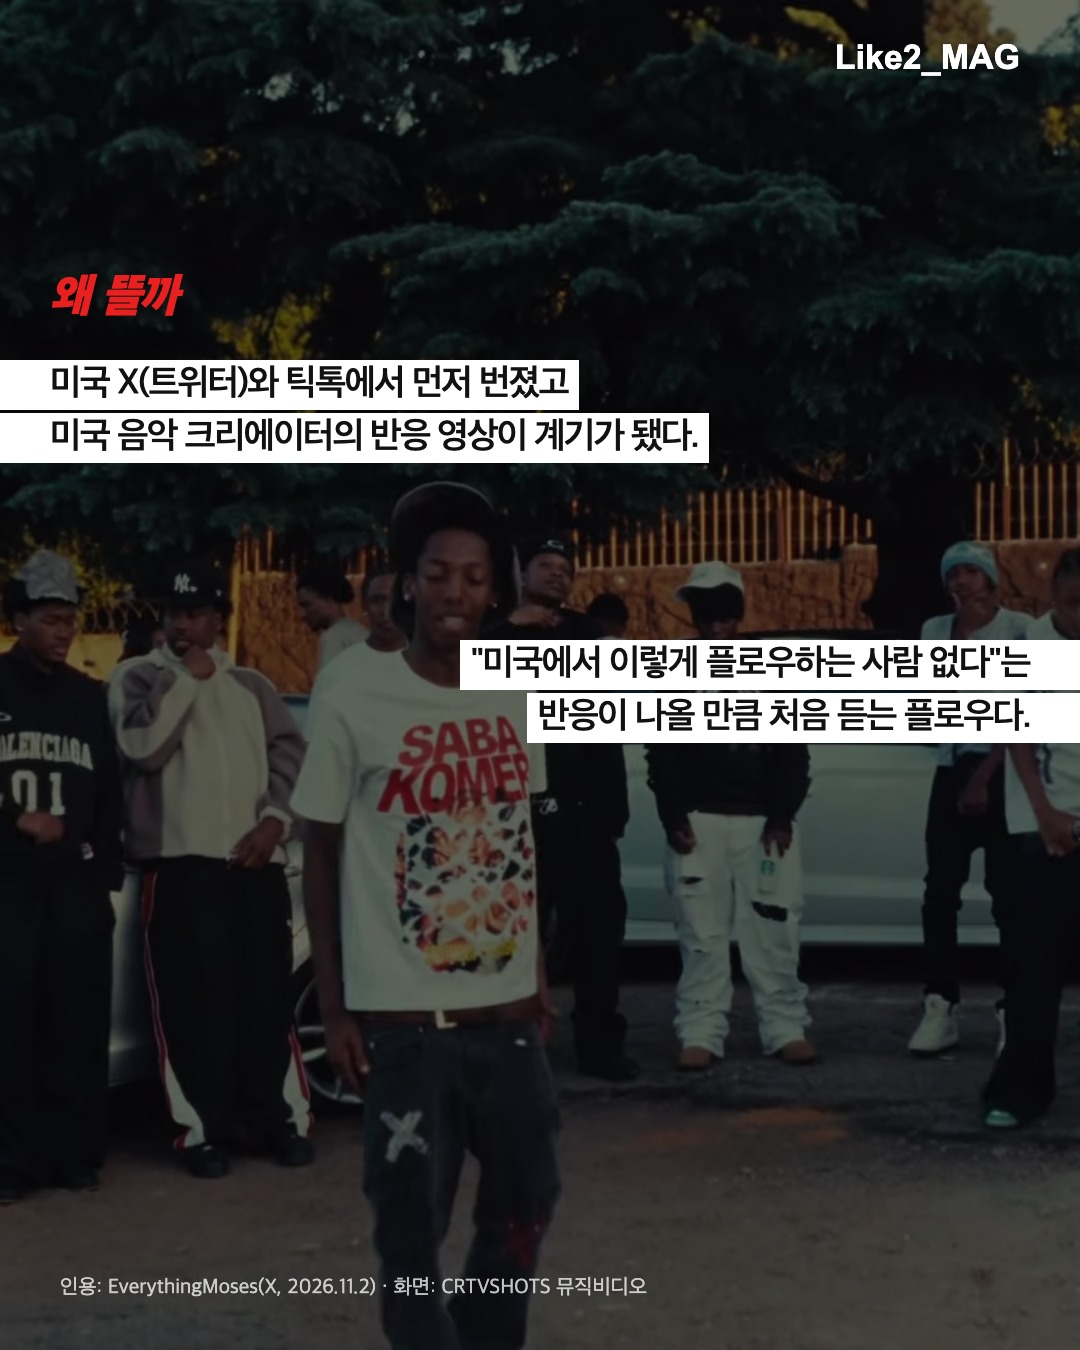 Like2_MAG
왜 뜰까
미국 X(트위터)와 틱톡에서 먼저 번졌고
미국 음악 크리에이터의 반응 영상이 계기가 됐다.
"미국에서 이렇게 플로우하는 사람 없다"는
반응이 나올 만큼 처음 듣는 플로우다.
SABA
KOMER
ALENCIAGA
01
인용: EverythingMoses(X, 2026.11.2) · 화면: CRTVSHOTS 뮤직비디오